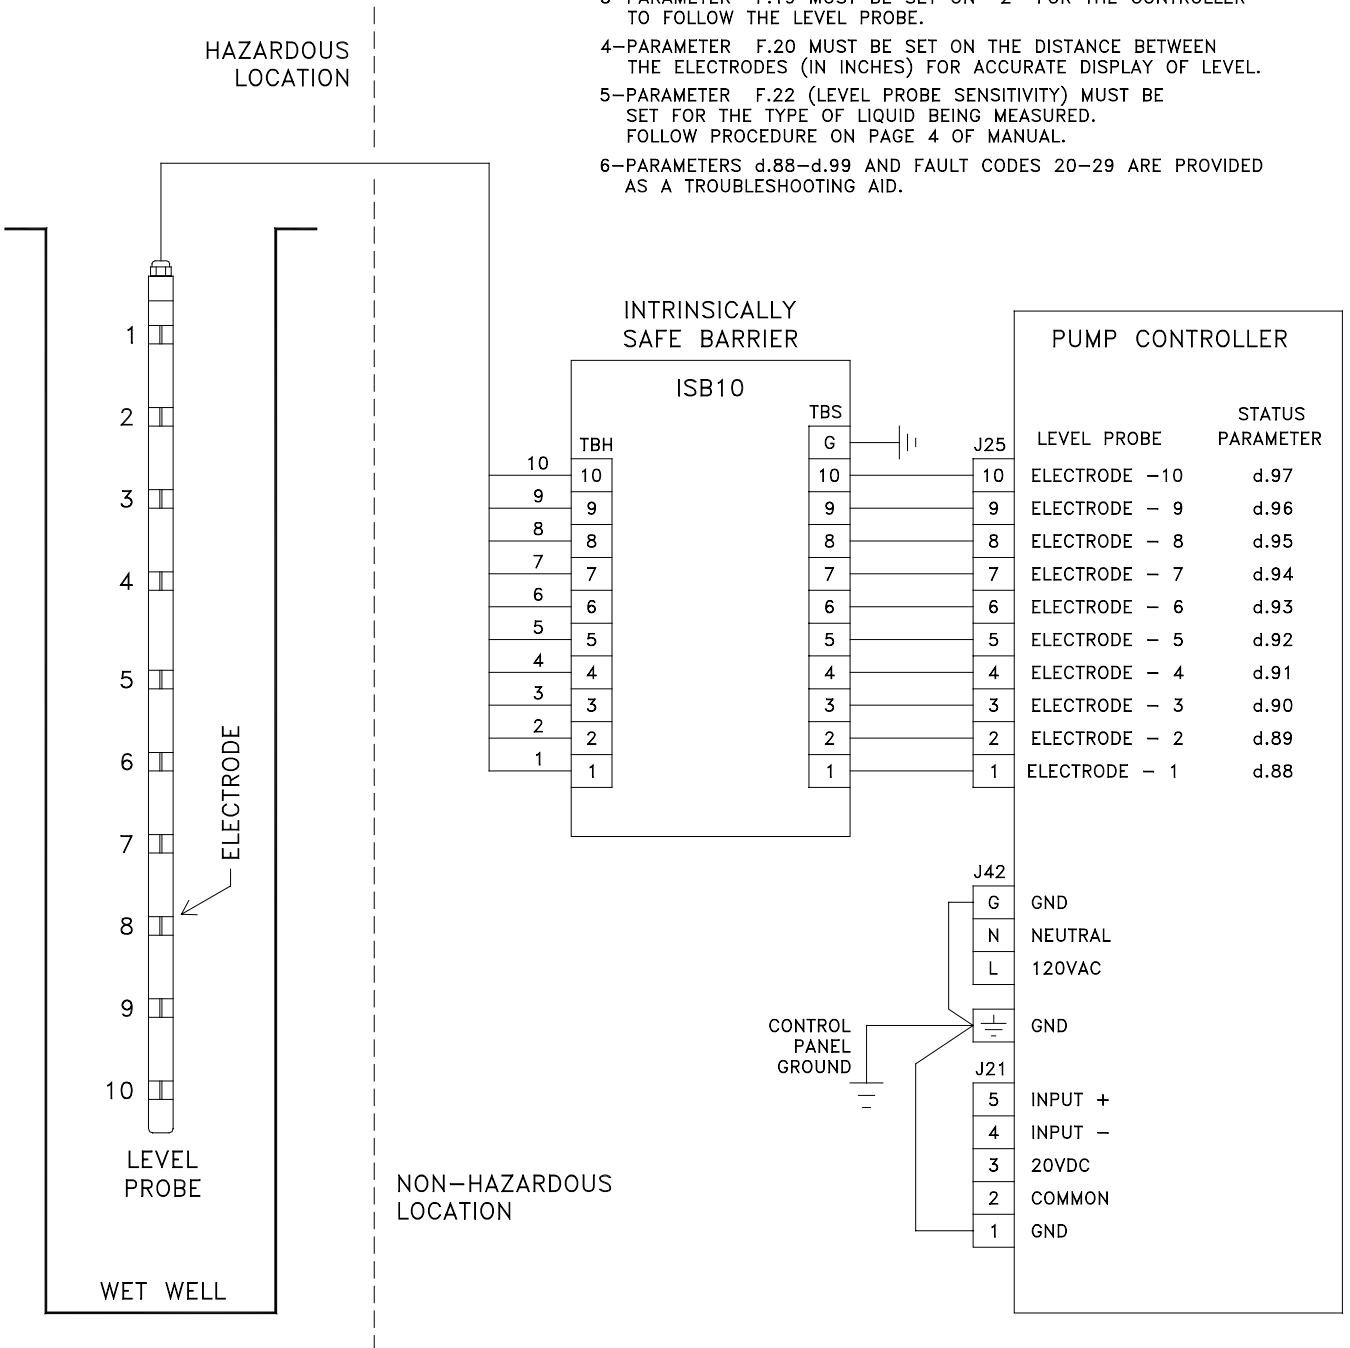 TO FOLLOW THE LEVEL PROBE.
4-PARAMETER F.20 MUST BE SET ON THE DISTANCE BETWEEN
THE ELECTRODES (IN INCHES) FOR ACCURATE DISPLAY OF LEVEL.
5-PARAMETER F.22 (LEVEL PROBE SENSITIVITY) MUST BE
SET FOR THE TYPE OF LIQUID BEING MEASURED.
FOLLOW PROCEDURE ON PAGE 4 OF MANUAL.
6-PARAMETERS d.88-d.99 AND FAULT CODES 20-29 ARE PROVIDED
AS A TROUBLESHOOTING AID.
HAZARDOUS
LOCATION
1
2
3
4
5
6
7
8
9
10
ELECTRODE
LEVEL
PROBE
WET WELL
NON-HAZARDOUS
LOCATION
INTRINSICALLY
SAFE BARRIER
ISB10
TBH
TBS
G
10 10 10
9 9 9
8 8 8
7 7 7
6 6 6
5 5 5
4 4 4
3 3 3
2 2 2
1 1 1
PUMP CONTROLLER
STATUS
J25 LEVEL PROBE PARAMETER
10 ELECTRODE -10 d.97
9 ELECTRODE - 9 d.96
8 ELECTRODE - 8 d.95
7 ELECTRODE - 7 d.94
6 ELECTRODE - 6 d.93
5 ELECTRODE - 5 d.92
4 ELECTRODE - 4 d.91
3 ELECTRODE - 3 d.90
2 ELECTRODE - 2 d.89
1 ELECTRODE - 1 d.88
J42
G GND
N NEUTRAL
L 120VAC
GND
CONTROL
PANEL
GROUND
J21
5 INPUT +
4 INPUT -
3 20VDC
2 COMMON
1 GND